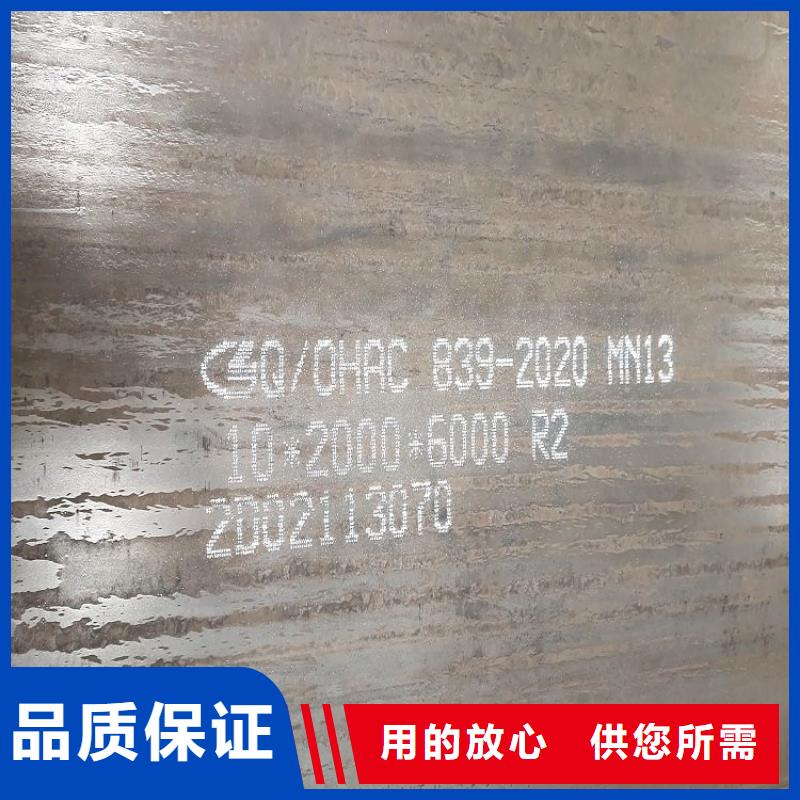 Q/OHAC 839-2020 MN13
10*2000*6000 R2
2D02113070
品质保证
用的放心 供您所需